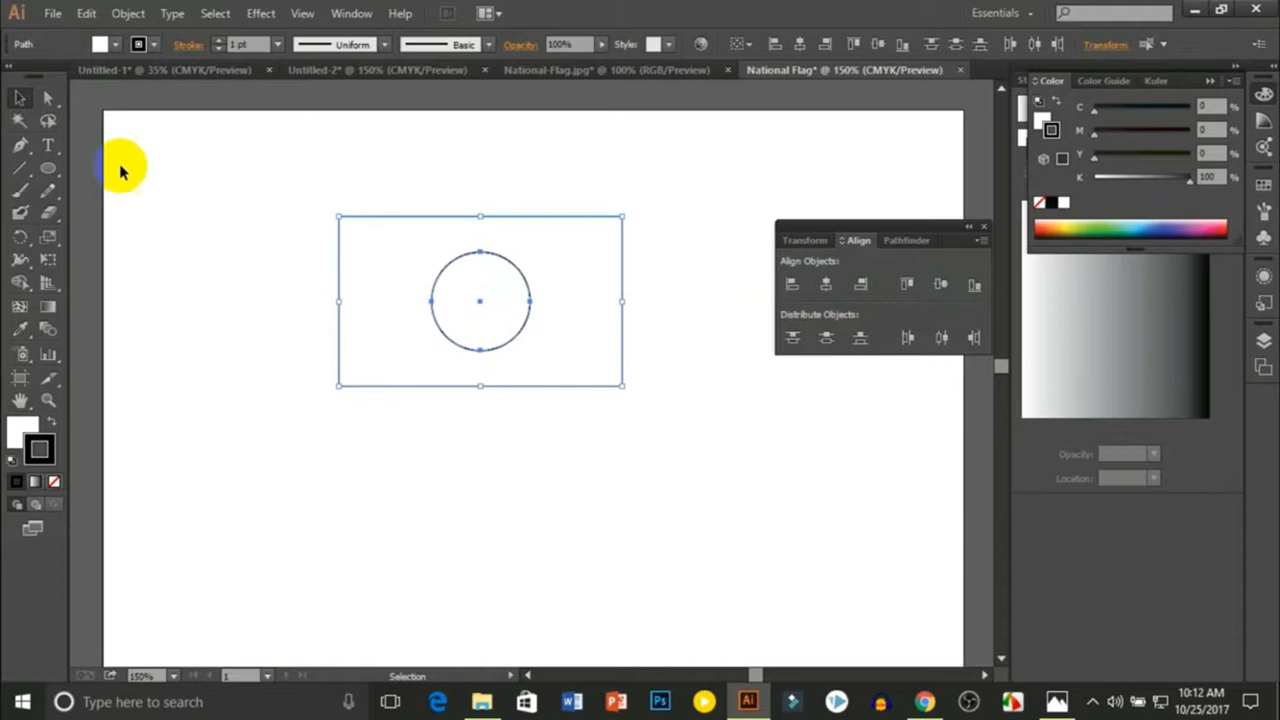 Ai File Edit Object Type Select Effect View Window Help Br Essentials
Path Stroke: 1 pt Uniform Basic Opacity: 100% Style: Transform
Untitled-1* @ 35% (CMYK/Preview) × Untitled-2* @ 150% (CMYK/Preview) × National-Flag.jpg* @ 100% (RGB/Preview) × National Flag* @ 150% (CMYK/Preview) ×
St Color Color Guide Kuler
C 0 %
M 0 %
Y 0 %
K 100 %
Transform Align Pathfinder
Align Objects:
Distribute Objects:
Opacity:
Location:
150% 1 Selection
Type here to search
10:12 AM
10/25/2017